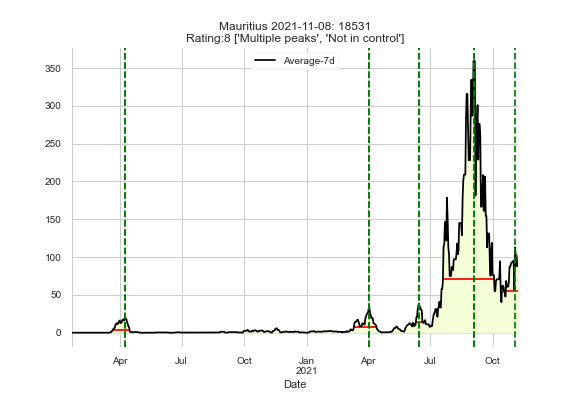 Mauritius 2021-11-08: 18531
Rating:8 ['Multiple peaks', 'Not in control']
Average-7d
350
300
250
200
150
100
50
0
Apr Jul Oct Jan Apr Jul Oct
2021
Date